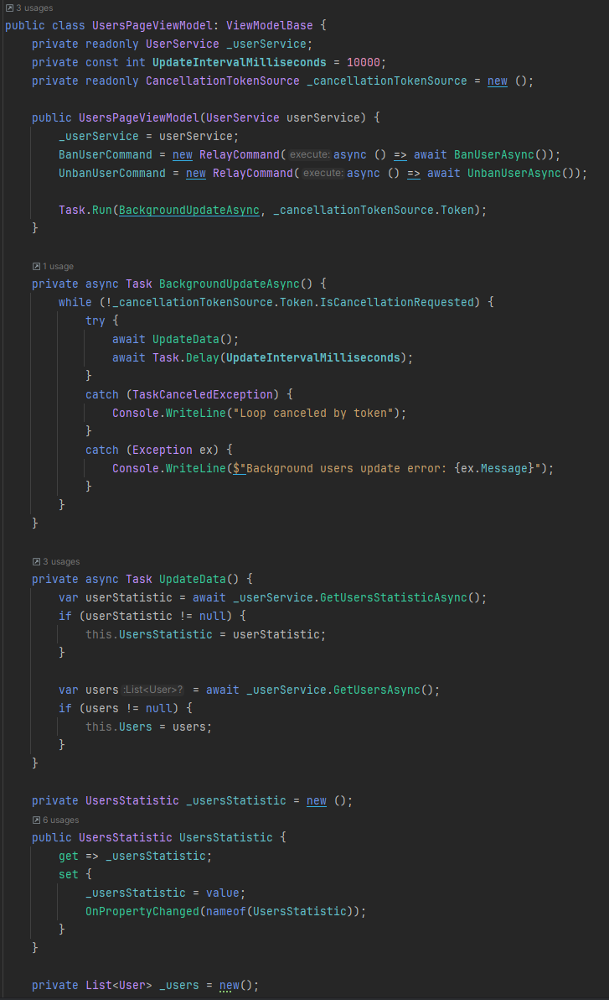 3 usages
public class UsersPageViewModel: ViewModelBase {
    private readonly UserService _userService;
    private const int UpdateIntervalMilliseconds = 10000;
    private readonly CancellationTokenSource _cancellationTokenSource = new ();

    public UsersPageViewModel(UserService userService) {
        _userService = userService;
        BanUserCommand = new RelayCommand( execute: async () => await BanUserAsync());
        UnbanUserCommand = new RelayCommand( execute: async () => await UnbanUserAsync());

        Task.Run(BackgroundUpdateAsync, _cancellationTokenSource.Token);
    }

    1 usage
    private async Task BackgroundUpdateAsync() {
        while (!_cancellationTokenSource.Token.IsCancellationRequested) {
            try {
                await UpdateData();
                await Task.Delay(UpdateIntervalMilliseconds);
            }
            catch (TaskCanceledException) {
                Console.WriteLine("Loop canceled by token");
            }
            catch (Exception ex) {
                Console.WriteLine($"Background users update error: {ex.Message}");
            }
        }
    }

    3 usages
    private async Task UpdateData() {
        var userStatistic = await _userService.GetUsersStatisticAsync();
        if (userStatistic != null) {
            this.UsersStatistic = userStatistic;
        }

        var users :List<User>? = await _userService.GetUsersAsync();
        if (users != null) {
            this.Users = users;
        }
    }

    private UsersStatistic _usersStatistic = new ();
    6 usages
    public UsersStatistic UsersStatistic {
        get => _usersStatistic;
        set {
            _usersStatistic = value;
            OnPropertyChanged(nameof(UsersStatistic));
        }
    }

    private List<User> _users = new();